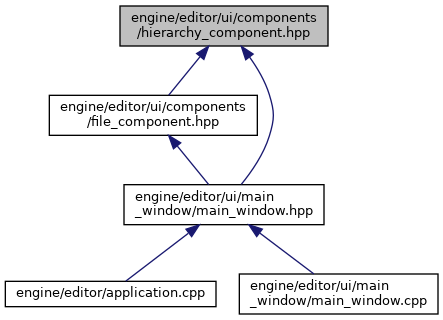 engine/editor/ui/components
/hierarchy_component.hpp
engine/editor/ui/components
/file_component.hpp
engine/editor/ui/main
_window/main_window.hpp
engine/editor/application.cpp
engine/editor/ui/main
_window/main_window.cpp